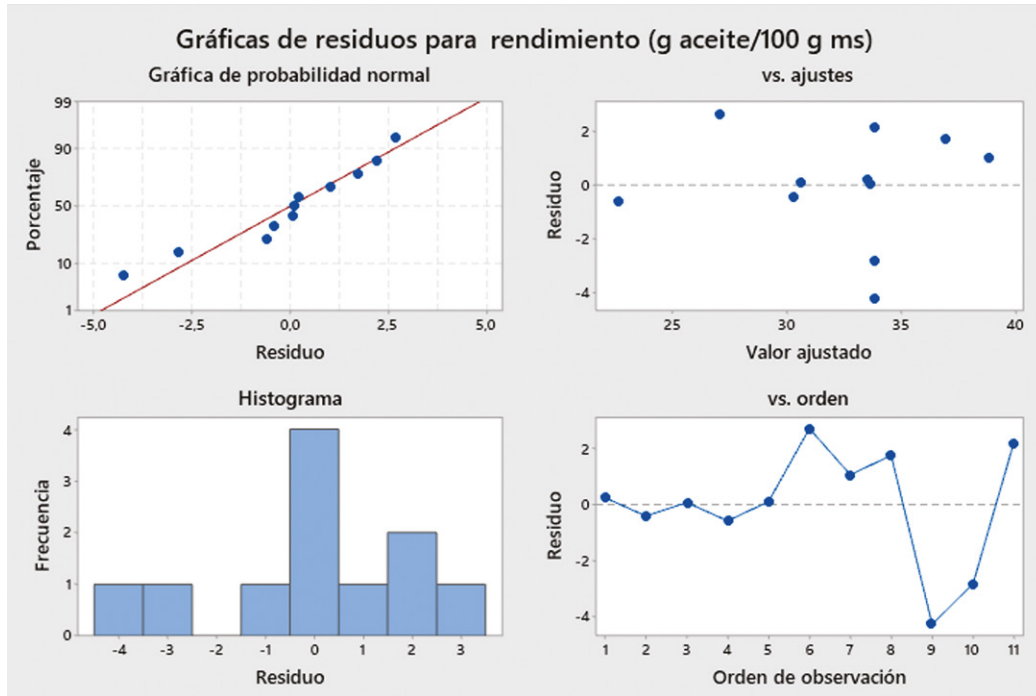 Gráficas de residuos para rendimiento (g aceite/100 g ms)
Gráfica de probabilidad normal
99
90
50
10
1
Porcentaje
-5,0 -2,5 0,0 2,5 5,0
Residuo
vs. ajustes
2
0
-2
-4
Residuo
25 30 35 40
Valor ajustado
Histograma
4
3
2
1
0
Frecuencia
-4 -3 -2 -1 0 1 2 3
Residuo
vs. orden
2
0
-2
-4
Residuo
1 2 3 4 5 6 7 8 9 10 11
Orden de observación